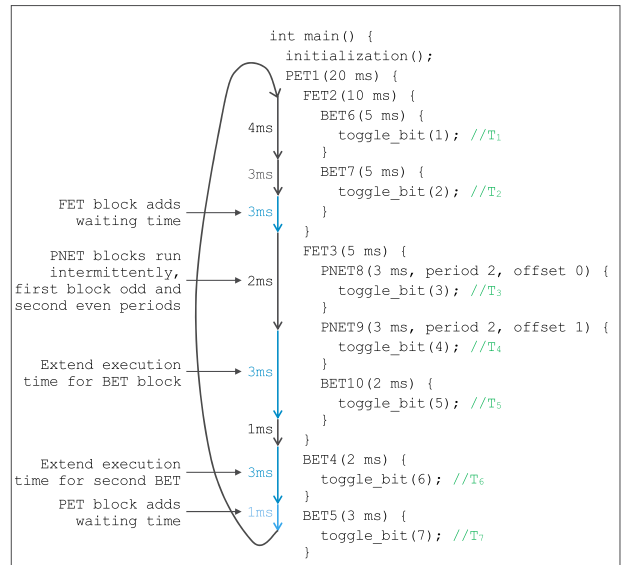 int main() {
initialization();
PET1(20 ms) {
FET2(10 ms) {
BET6(5 ms) {
4ms
toggle_bit(1); //T₁
}
BET7(5 ms) {
3ms
toggle_bit(2); //T₂
FET block adds
waiting time
3ms
}
}
FET3(5 ms) {
PNET blocks run
intermittently,
first block odd and
second even periods
2ms
PNET8(3 ms, period 2, offset 0) {
toggle_bit(3); //T₃
}
PNET9(3 ms, period 2, offset 1) {
toggle_bit(4); //T₄
}
Extend execution
time for BET block
3ms
BET10(2 ms) {
toggle_bit(5); //T₅
}
1ms
}
Extend execution
time for second BET
3ms
BET4(2 ms) {
toggle_bit(6); //T₆
}
PET block adds
waiting time
1ms
BET5(3 ms) {
toggle_bit(7); //T₇
}